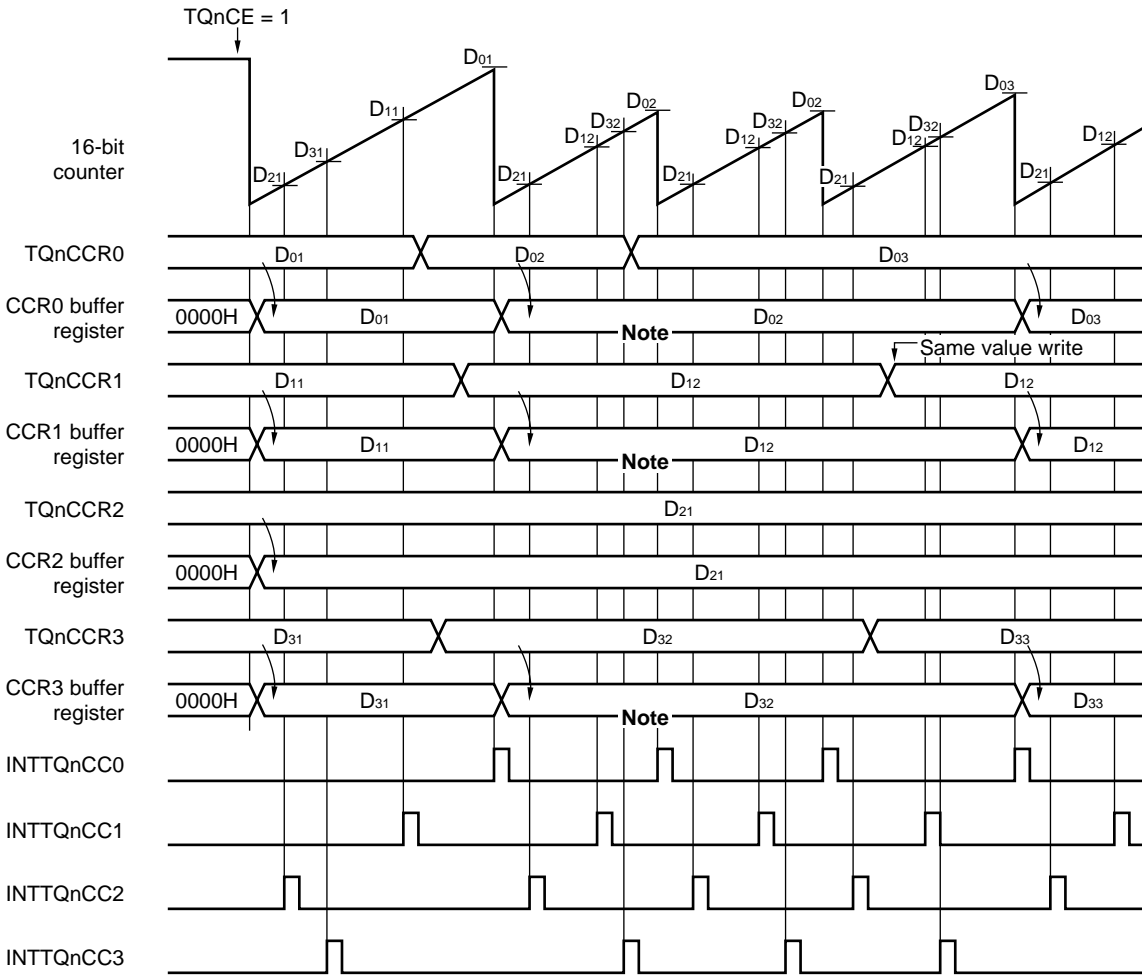 TQnCE = 1
D01
D11
D31
D21
D02
D32
D12
D21
D02
D32
D12
D21
D03
D32
D12
D21
D12
D21
16-bit
counter
TQnCCR0
D01
D02
D03
CCR0 buffer
register
0000H
D01
Note
D02
D03
Same value write
TQnCCR1
D11
D12
D12
CCR1 buffer
register
0000H
D11
Note
D12
D12
TQnCCR2
D21
CCR2 buffer
register
0000H
D21
TQnCCR3
D31
D32
D33
CCR3 buffer
register
0000H
D31
Note
D32
D33
INTTQnCC0
INTTQnCC1
INTTQnCC2
INTTQnCC3